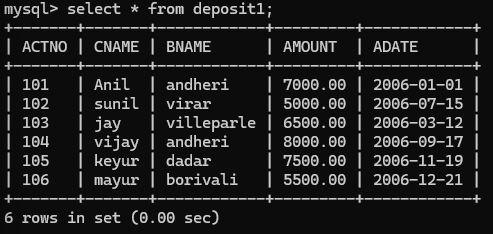 mysql> select * from deposit1;
+-------+-------+------------+---------+------------+
| ACTNO | CNAME | BNAME      | AMOUNT  | ADATE      |
+-------+-------+------------+---------+------------+
| 101   | Anil  | andheri    | 7000.00 | 2006-01-01 |
| 102   | sunil | virar      | 5000.00 | 2006-07-15 |
| 103   | jay   | villeparle | 6500.00 | 2006-03-12 |
| 104   | vijay | andheri    | 8000.00 | 2006-09-17 |
| 105   | keyur | dadar      | 7500.00 | 2006-11-19 |
| 106   | mayur | borivali   | 5500.00 | 2006-12-21 |
+-------+-------+------------+---------+------------+
6 rows in set (0.00 sec)